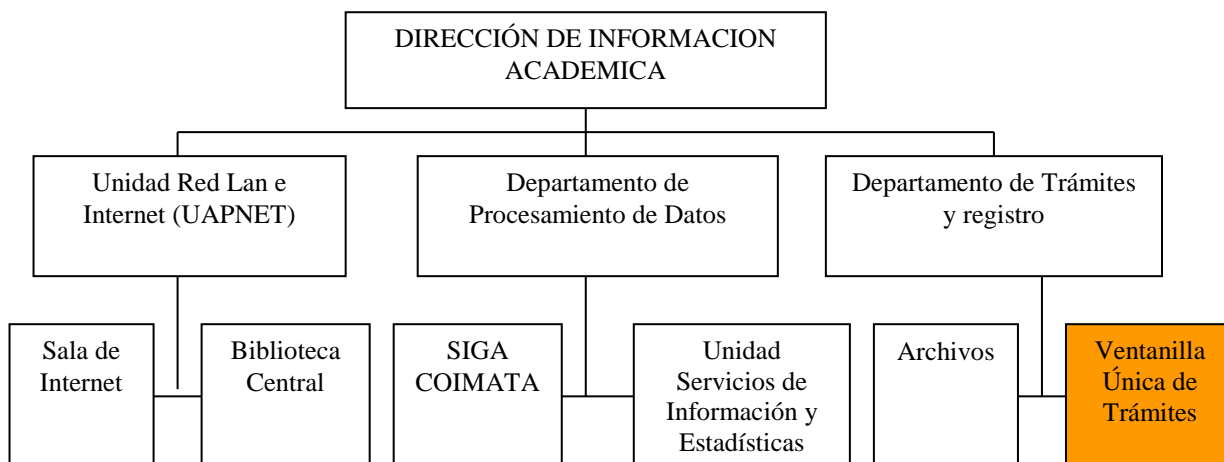 DIRECCIÓN DE INFORMACION
ACADEMICA
Unidad Red Lan e
Internet (UAPNET)
Departamento de
Procesamiento de Datos
Departamento de Trámites
y registro
Sala de
Internet
Biblioteca
Central
SIGA
COIMATA
Unidad
Servicios de
Información y
Estadísticas
Archivos
Ventanilla
Única de
Trámites